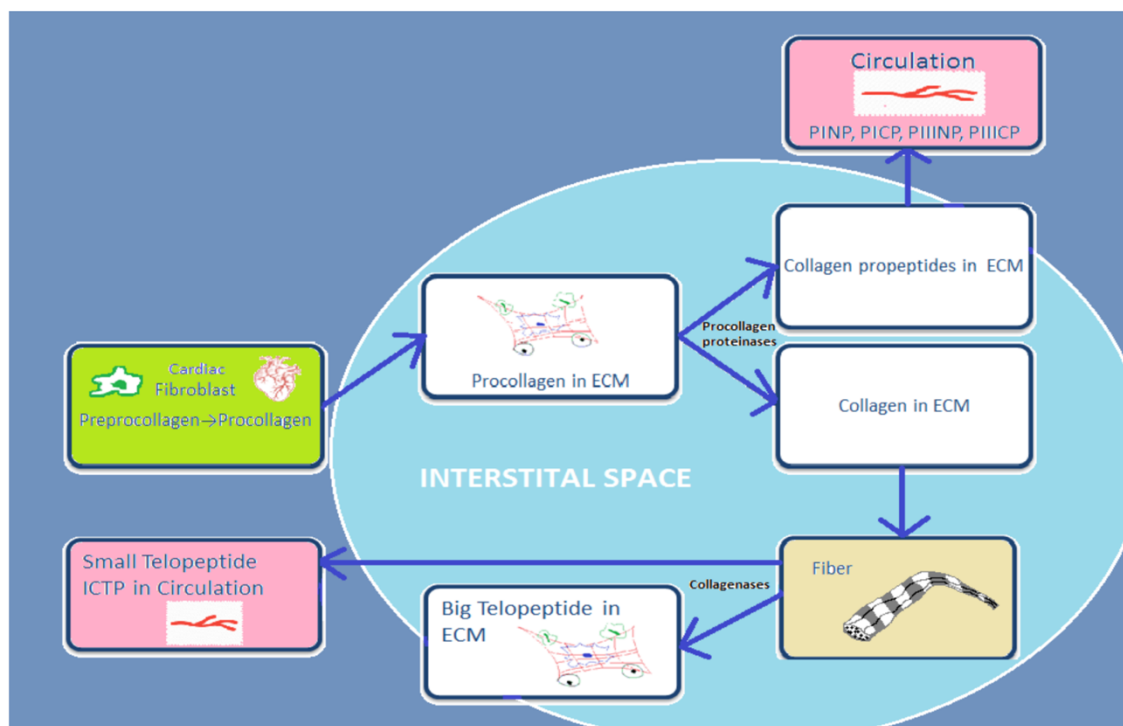 Circulation
PINP, PICP, PIIINP, PIIICP
Collagen propeptides in ECM
Procollagen
proteinases
Procollagen in ECM
Cardiac
Fibroblast
Preprocollagen→Procollagen
Collagen in ECM
INTERSTITAL SPACE
Small Telopeptide
ICTP in Circulation
Collagenases
Big Telopeptide in
ECM
Fiber